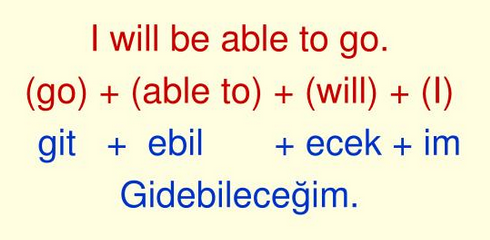 I will be able to go.
(go) + (able to) + (will) + (I)
git + ebil + ecek + im
Gidebileceğim.